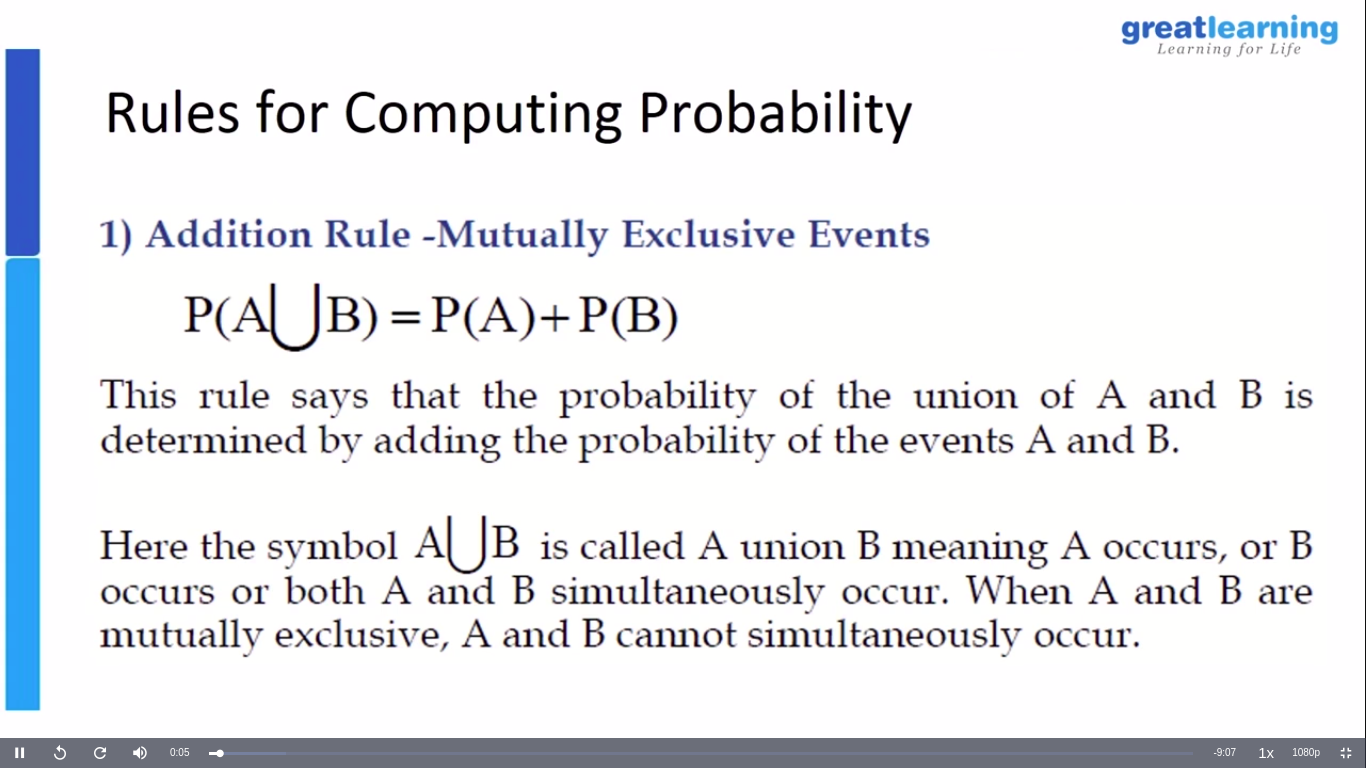 greatlearning
Learning for Life
Rules for Computing Probability
1) Addition Rule -Mutually Exclusive Events
P(A⋃B) = P(A)+P(B)
This rule says that the probability of the union of A and B is
determined by adding the probability of the events A and B.
Here the symbol A⋃B is called A union B meaning A occurs, or B
occurs or both A and B simultaneously occur. When A and B are
mutually exclusive, A and B cannot simultaneously occur.
0:05 -9:07 1x 1080p